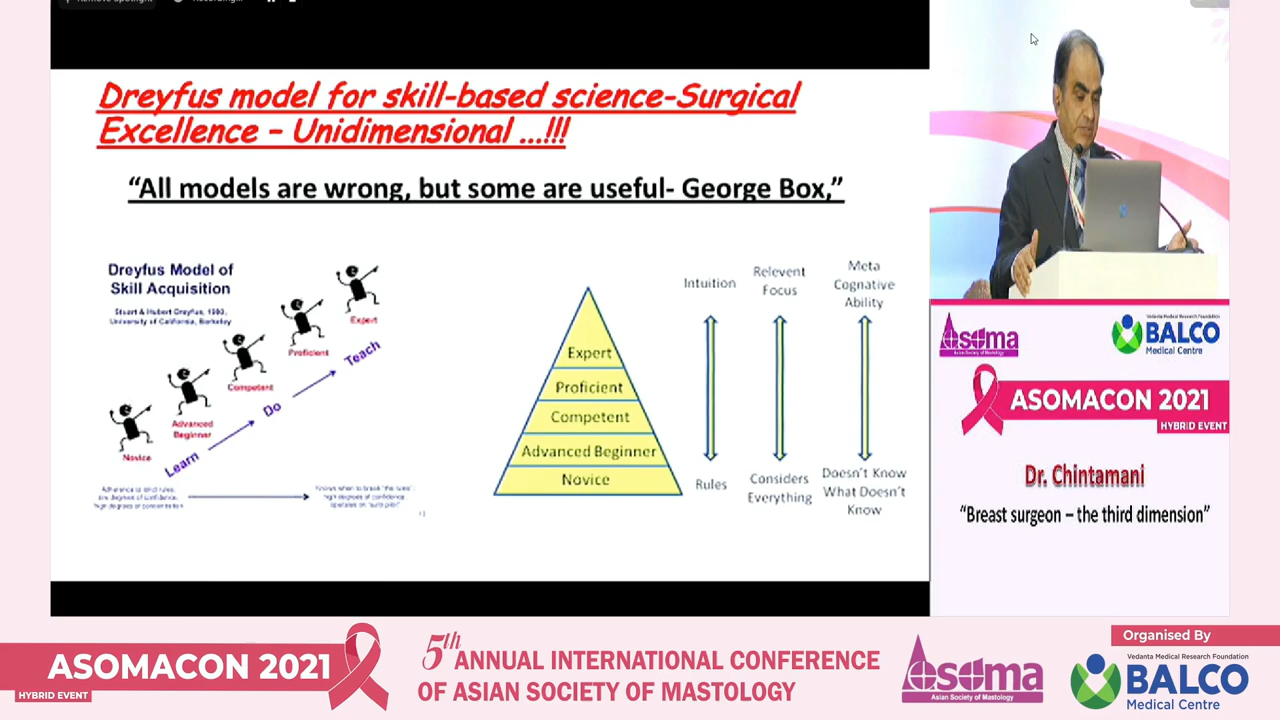 Dreyfus model for skill-based science-Surgical
Excellence – Unidimensional ...!!!
“All models are wrong, but some are useful- George Box,”
Dreyfus Model of
Skill Acquisition
Stuart & Hubert Dreyfus,
University of California, Berkeley
Expert
Proficient
Competent
Advanced
Beginner
Novice
Learn
Do
Teach
Expert
Proficient
Competent
Advanced Beginner
Novice
Intuition
Rules
Relevent
Focus
Considers
Everything
Meta
Cognative
Ability
Doesn't Know
What Doesn't
Know
Asoma
Asian Society of Mastology
Vedanta Medical Research Foundation
BALCO
Medical Centre
ASOMACON 2021
HYBRID EVENT
Dr. Chintamani
“Breast surgeon – the third dimension”
ASOMACON 2021
HYBRID EVENT
5th ANNUAL INTERNATIONAL CONFERENCE
OF ASIAN SOCIETY OF MASTOLOGY
Asoma
Asian Society of Mastology
Organised By
Vedanta Medical Research Foundation
BALCO
Medical Centre